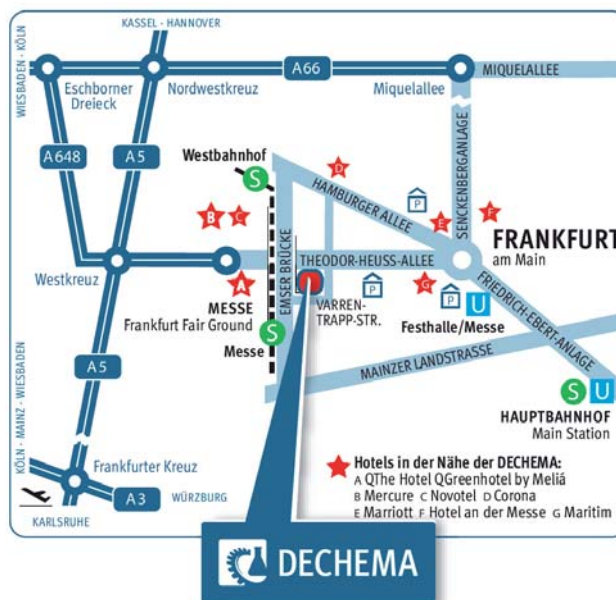 KASSEL - HANNOVER
WIESBADEN - KÖLN
A66
MIQUELALLEE
Eschborner
Dreieck
Nordwestkreuz
Miquelallee
A648
A5
Westbahnhof
S
D
HAMBURGER ALLEE
SENCKENBERGANLAGE
P
B
C
E
F
FRANKFURT
am Main
THEODOR-HEUSS-ALLEE
Westkreuz
A
EMSER BRÜCKE
MESSE
Frankfurt Fair Ground
VARREN-
TRAPP-STR.
P
G
P
U
Festhalle/Messe
FRIEDRICH-EBERT-ANLAGE
S
Messe
A5
MAINZER LANDSTRASSE
S
U
HAUPTBAHNHOF
Main Station
KÖLN - MAINZ - WIESBADEN
Frankfurter Kreuz
A3
WÜRZBURG
KARLSRUHE
Hotels in der Nähe der DECHEMA:
A QThe Hotel QGreenhotel by Meliá
B Mercure C Novotel D Corona
E Marriott F Hotel an der Messe G Maritim
DECHEMA